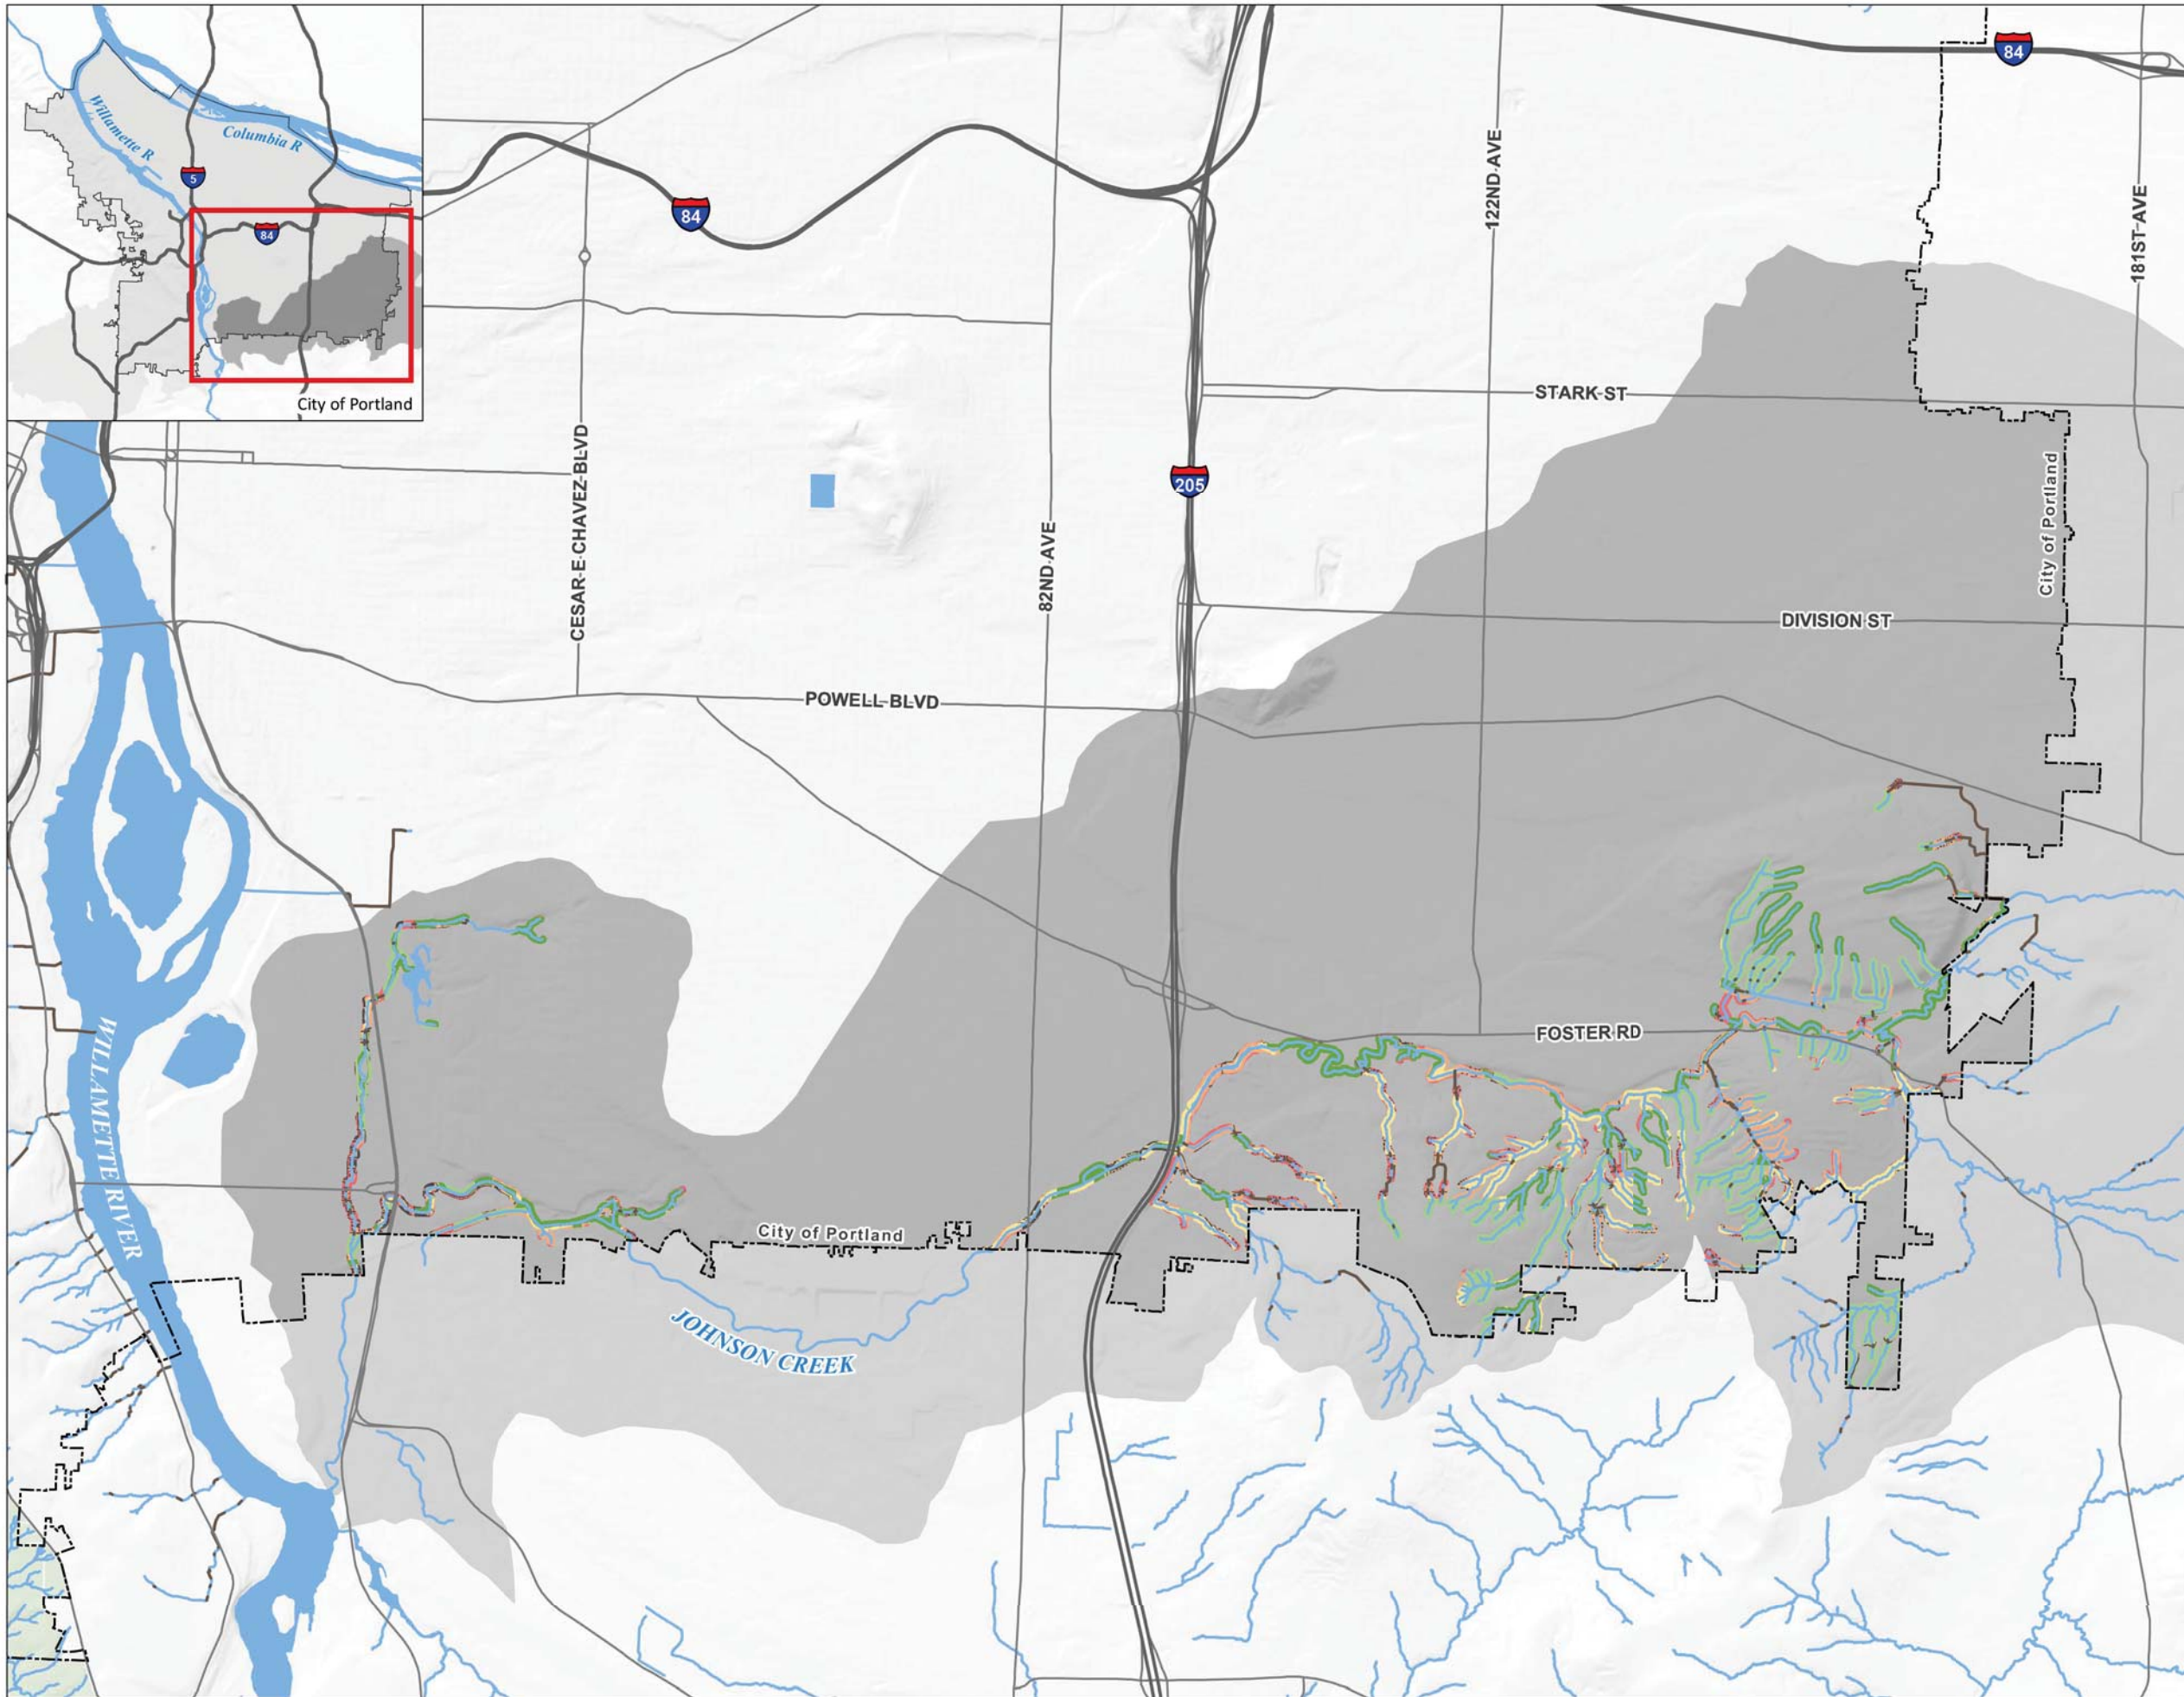 Willamette R
Columbia R
5
84
City of Portland
84
84
205
122ND AVE
181ST AVE
STARK ST
CESAR E CHAVEZ BLVD
82ND AVE
City of Portland
DIVISION ST
POWELL BLVD
FOSTER RD
WILLAMETTE RIVER
City of Portland
JOHNSON CREEK